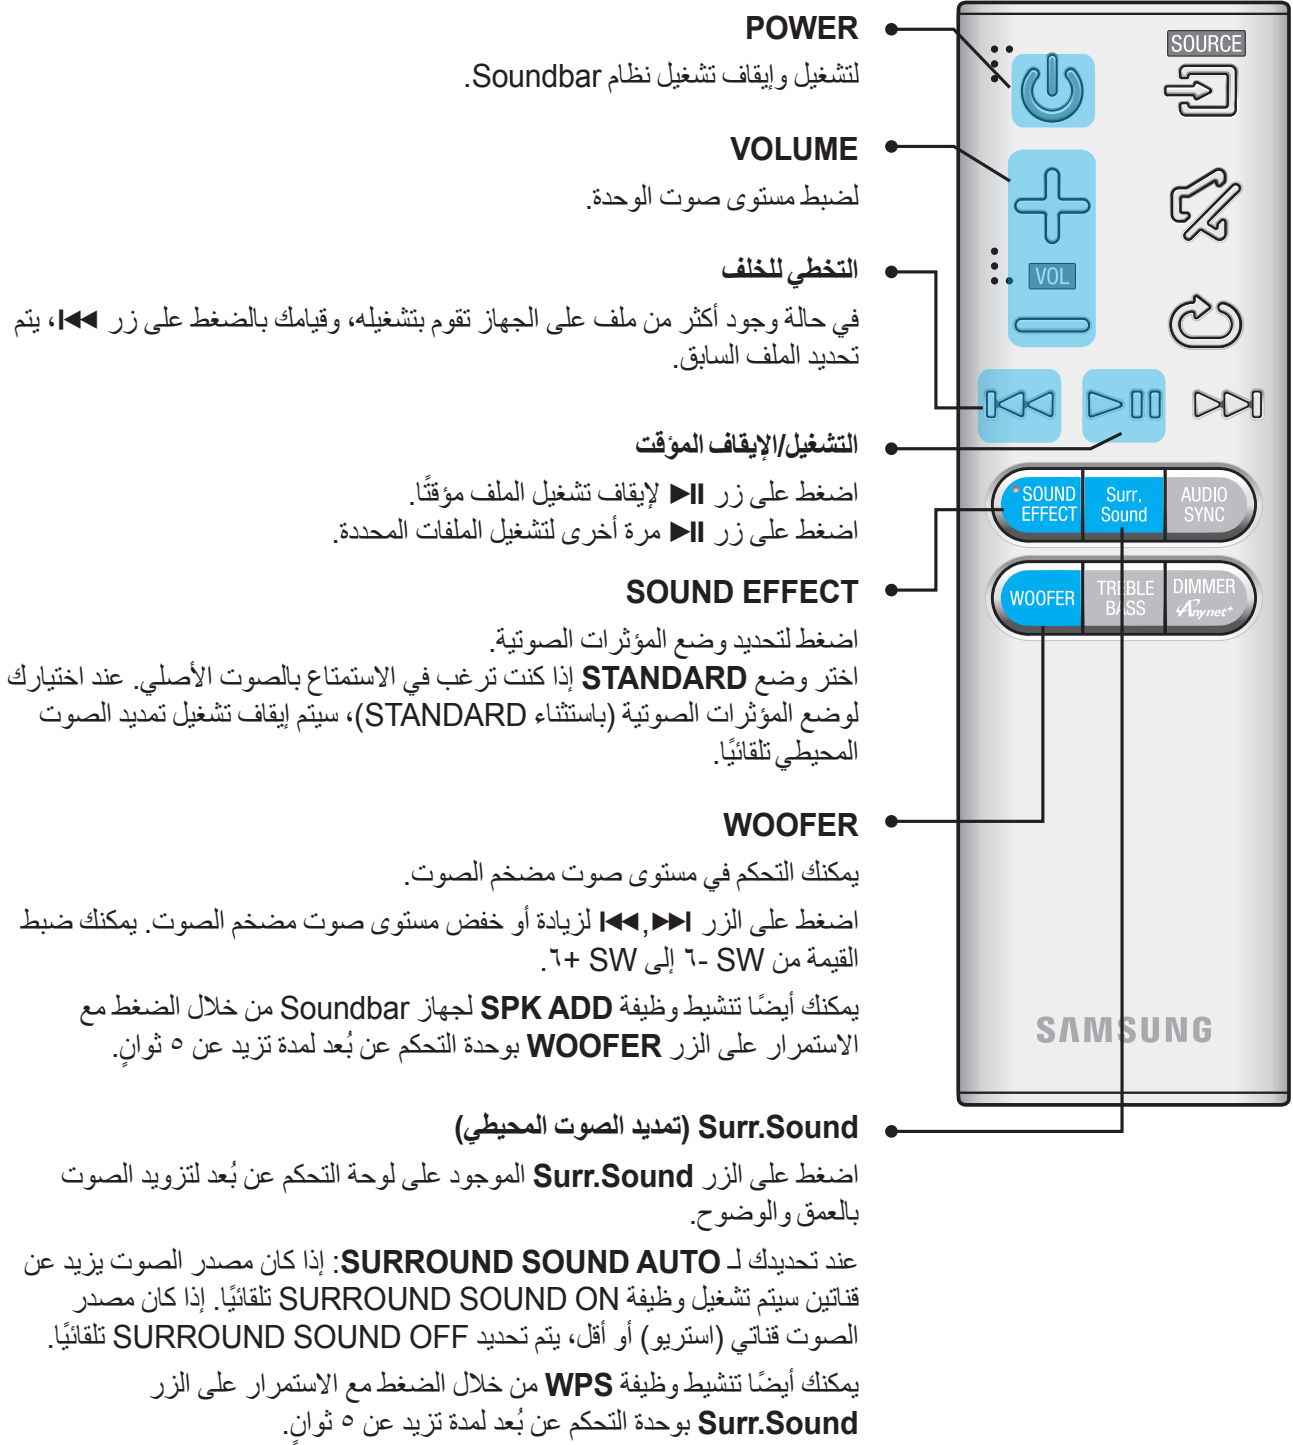 POWER
لتشغيل وإيقاف تشغيل نظام Soundbar.
VOLUME
لضبط مستوى صوت الوحدة.
التخطي للخلف
في حالة وجود أكثر من ملف على الجهاز تقوم بتشغيله، وقيامك بالضغط على زر ⏮، يتم
تحديد الملف السابق.
التشغيل/الإيقاف المؤقت
اضغط على زر ⏯ لإيقاف تشغيل الملف مؤقتًا.
اضغط على زر ⏯ مرة أخرى لتشغيل الملفات المحددة.
SOUND EFFECT
اضغط لتحديد وضع المؤثرات الصوتية.
اختر وضع STANDARD إذا كنت ترغب في الاستمتاع بالصوت الأصلي. عند اختيارك
لوضع المؤثرات الصوتية (باستثناء STANDARD)، سيتم إيقاف تشغيل تمديد الصوت
المحيطي تلقائيًا.
WOOFER
يمكنك التحكم في مستوى صوت مضخم الصوت.
اضغط على الزر ⏭,⏮ لزيادة أو خفض مستوى صوت مضخم الصوت. يمكنك ضبط
القيمة من SW -٦ إلى SW +٦.
يمكنك أيضًا تنشيط وظيفة SPK ADD لجهاز Soundbar من خلال الضغط مع
الاستمرار على الزر WOOFER بوحدة التحكم عن بُعد لمدة تزيد عن ٥ ثوانٍ.
Surr.Sound (تمديد الصوت المحيطي)
اضغط على الزر Surr.Sound الموجود على لوحة التحكم عن بُعد لتزويد الصوت
بالعمق والوضوح.
عند تحديدك لـ SURROUND SOUND AUTO: إذا كان مصدر الصوت يزيد عن
قناتين سيتم تشغيل وظيفة SURROUND SOUND ON تلقائيًا. إذا كان مصدر
الصوت قناتي (استريو) أو أقل، يتم تحديد SURROUND SOUND OFF تلقائيًا.
يمكنك أيضًا تنشيط وظيفة WPS من خلال الضغط مع الاستمرار على الزر
Surr.Sound بوحدة التحكم عن بُعد لمدة تزيد عن ٥ ثوانٍ.
SOURCE
VOL
SOUND
EFFECT
Surr.
Sound
AUDIO
SYNC
WOOFER
TREBLE
BASS
DIMMER
Anynet+
SAMSUNG